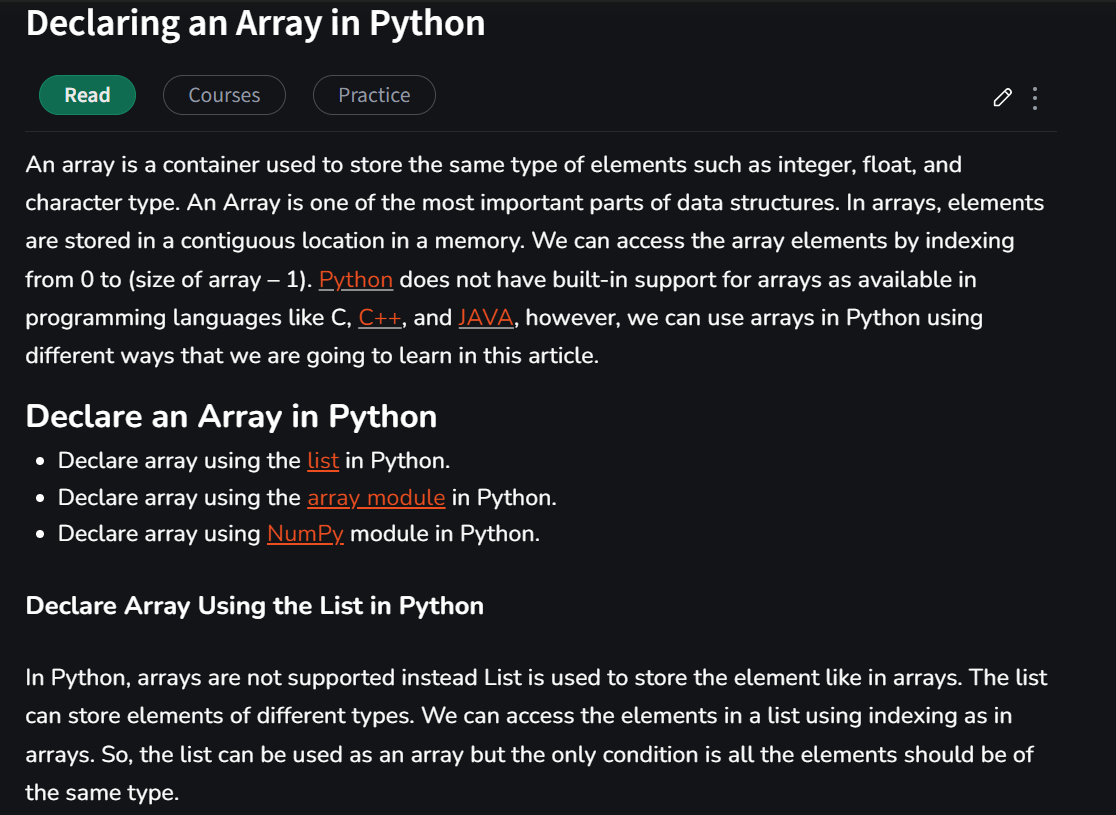 Declaring an Array in Python
Read
Courses
Practice
An array is a container used to store the same type of elements such as integer, float, and
character type. An Array is one of the most important parts of data structures. In arrays, elements
are stored in a contiguous location in a memory. We can access the array elements by indexing
from 0 to (size of array – 1). Python does not have built-in support for arrays as available in
programming languages like C, C++, and JAVA, however, we can use arrays in Python using
different ways that we are going to learn in this article.
Declare an Array in Python
• Declare array using the list in Python.
• Declare array using the array module in Python.
• Declare array using NumPy module in Python.
Declare Array Using the List in Python
In Python, arrays are not supported instead List is used to store the element like in arrays. The list
can store elements of different types. We can access the elements in a list using indexing as in
arrays. So, the list can be used as an array but the only condition is all the elements should be of
the same type.